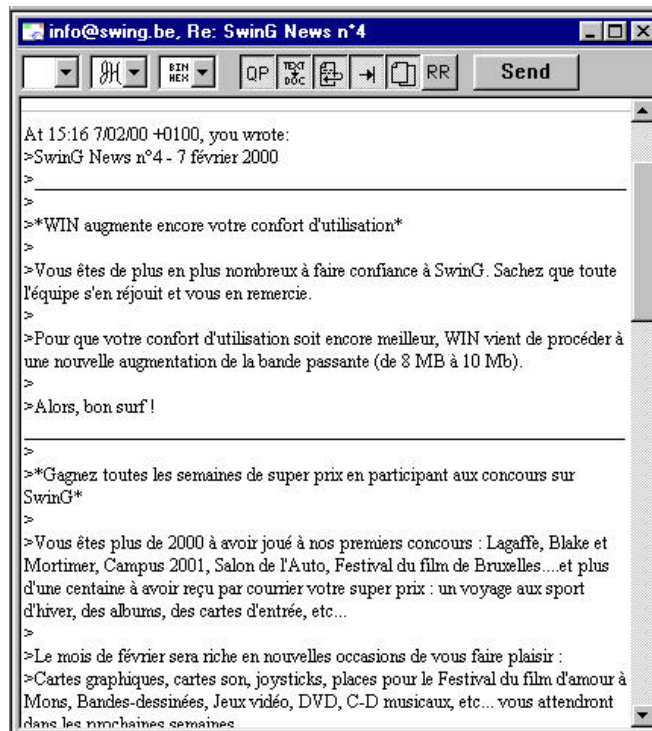 info@swing.be, Re: SwinG News n°4
BIN HEX QP TEXT DOC RR Send
At 15:16 7/02/00 +0100, you wrote:
>SwinG News n°4 - 7 février 2000
>
>
>*WIN augmente encore votre confort d'utilisation*
>
>Vous êtes de plus en plus nombreux à faire confiance à SwinG. Sachez que toute
l'équipe s'en réjouit et vous en remercie.
>
>Pour que votre confort d'utilisation soit encore meilleur, WIN vient de procéder à
une nouvelle augmentation de la bande passante (de 8 MB à 10 Mb).
>
>Alors, bon surf !
>
>*Gagnez toutes les semaines de super prix en participant aux concours sur
SwinG*
>
>Vous êtes plus de 2000 à avoir joué à nos premiers concours : Lagaffe, Blake et
Mortimer, Campus 2001, Salon de l'Auto, Festival du film de Bruxelles....et plus
d'une centaine à avoir reçu par courrier votre super prix : un voyage aux sport
d'hiver, des albums, des cartes d'entrée, etc...
>
>Le mois de février sera riche en nouvelles occasions de vous faire plaisir :
>Cartes graphiques, cartes son, joysticks, places pour le Festival du film d'amour à
Mons, Bandes-dessinées, Jeux vidéo, DVD, C-D musicaux, etc... vous attendront
dans les prochaines semaines